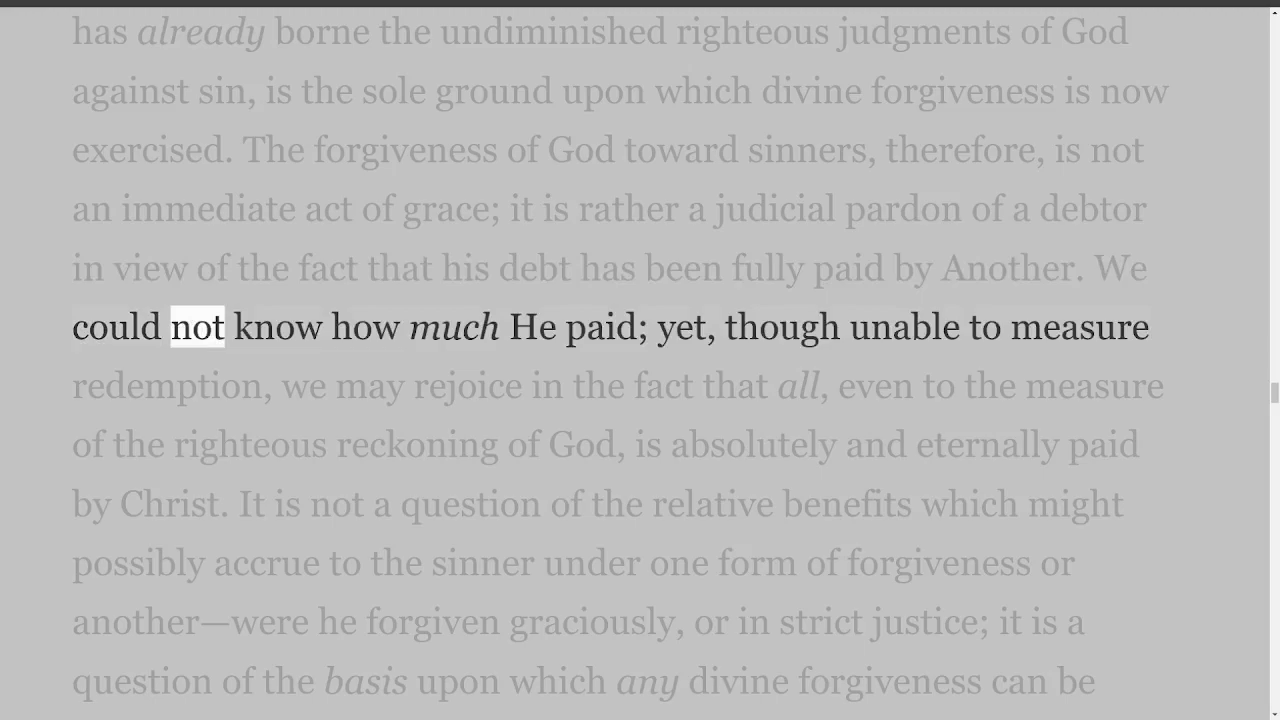 has already borne the undiminished righteous judgments of God
against sin, is the sole ground upon which divine forgiveness is now
exercised. The forgiveness of God toward sinners, therefore, is not
an immediate act of grace; it is rather a judicial pardon of a debtor
in view of the fact that his debt has been fully paid by Another. We
could not know how much He paid; yet, though unable to measure
redemption, we may rejoice in the fact that all, even to the measure
of the righteous reckoning of God, is absolutely and eternally paid
by Christ. It is not a question of the relative benefits which might
possibly accrue to the sinner under one form of forgiveness or
another—were he forgiven graciously, or in strict justice; it is a
question of the basis upon which any divine forgiveness can be